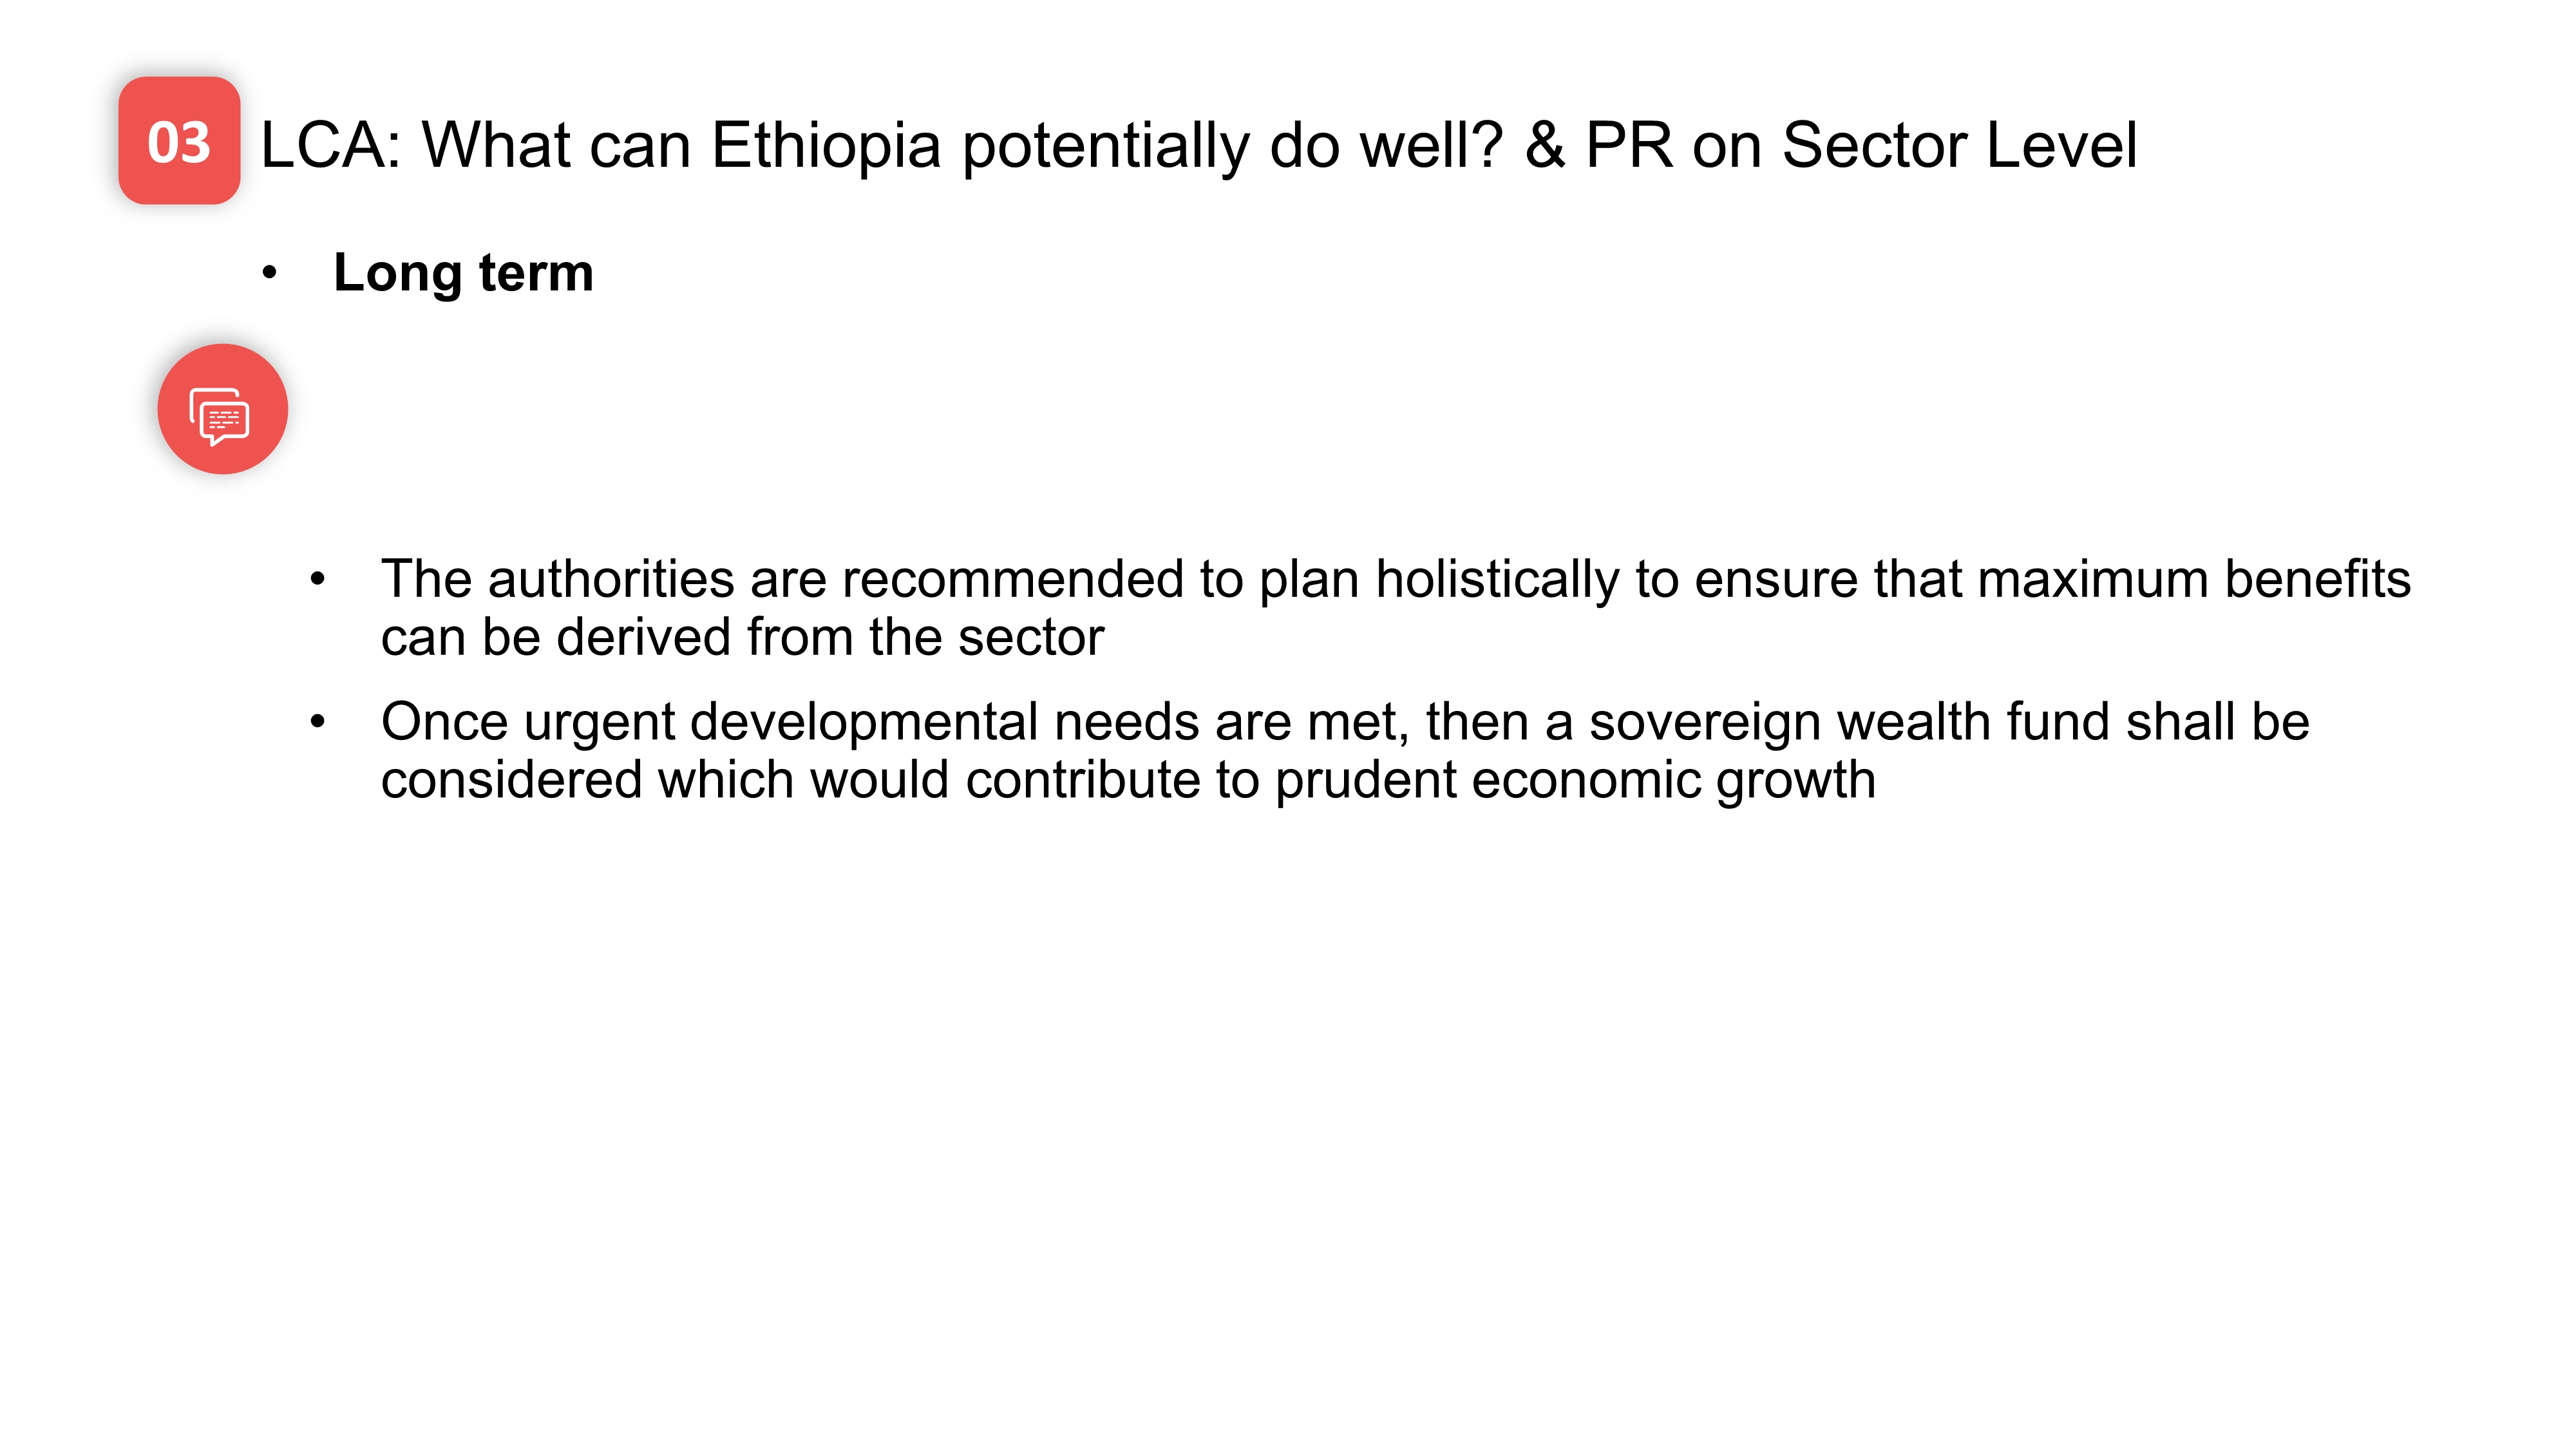 03
LCA: What can Ethiopia potentially do well? & PR on Sector Level
• Long term
• The authorities are recommended to plan holistically to ensure that maximum benefits
can be derived from the sector
• Once urgent developmental needs are met, then a sovereign wealth fund shall be
considered which would contribute to prudent economic growth